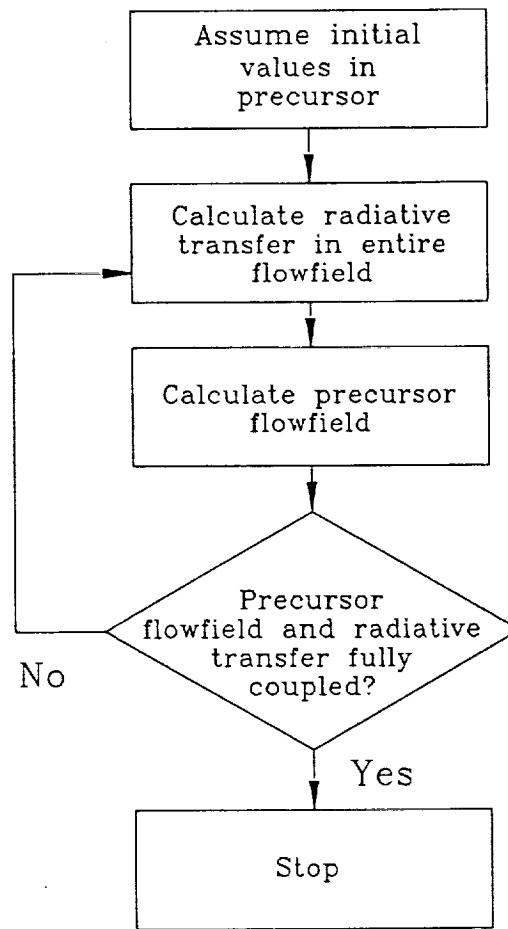 Assume initial
values in
precursor
Calculate radiative
transfer in entire
flowfield
Calculate precursor
flowfield
Precursor
flowfield and radiative
transfer fully
coupled?
No
Yes
Stop